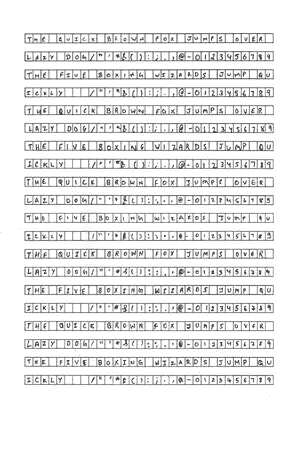 THE QUICK BROWN FOX JUMPS OVER
LAZY DOG/"'#&():;.,@-0123456789
THE FIVE BOXING WIZARDS JUMP QU
ICKLY /"'#&():;.,@-0123456789
THE QUICK BROWN FOX JUMPS OVER
LAZY DOG/"'#&():;.,@-0123456789
THE FIVE BOXING WIZARDS JUMP QU
ICKLY /"'#&():;.,@-0123456789
THE QUICK BROWN FOX JUMPS OVER
LAZY DOG/"'#&():;.,@-0123456789
THE FIVE BOXING WIZARDS JUMP QU
ICKLY /"'#&():;.,@-0123456789
THE QUICK BROWN FOX JUMPS OVER
LAZY DOG/"'#&():;.,@-0123456789
THE FIVE BOXING WIZARDS JUMP QU
ICKLY /"'#&():;.,@-0123456789
THE QUICK BROWN FOX JUMPS OVER
LAZY DOG/"'#&():;.,@-0123456789
THE FIVE BOXING WIZARDS JUMP QU
ICKLY /"'#&():;.,@-0123456789